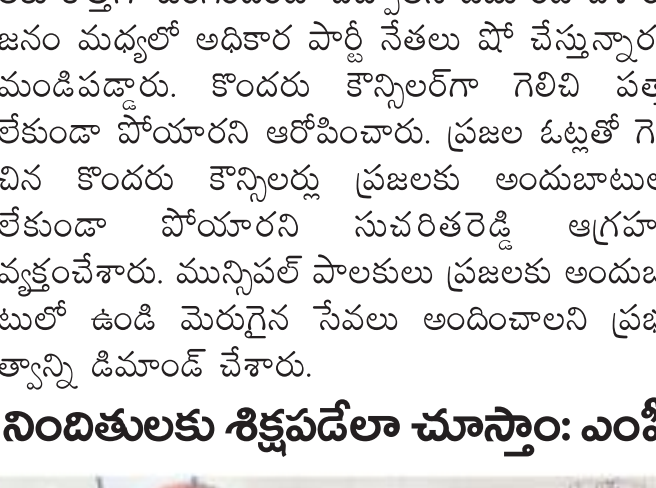 జనం మధ్యలో అధికార పార్టీ నేతలు షో చేస్తున్నార
మండిపడ్డారు. కొందరు కౌన్సిలర్‌గా గెలిచి పత్తా
లేకుండా పోయారని ఆరోపించారు. ప్రజల ఓట్లతో గె
చిన కొందరు కౌన్సిలర్లు ప్రజలకు అందుబాటుల
లేకుండా పోయారని సుచరితరెడ్డి ఆగ్రహ
వ్యక్తంచేశారు. మున్సిపల్ పాలకులు ప్రజలకు అందుబ
టులో ఉండి మెరుగైన సేవలు అందించాలని ప్రభ
త్వాన్ని డిమాండ్ చేశారు.
నిందితులకు శిక్షపడేలా చూస్తాం: ఎంపీ